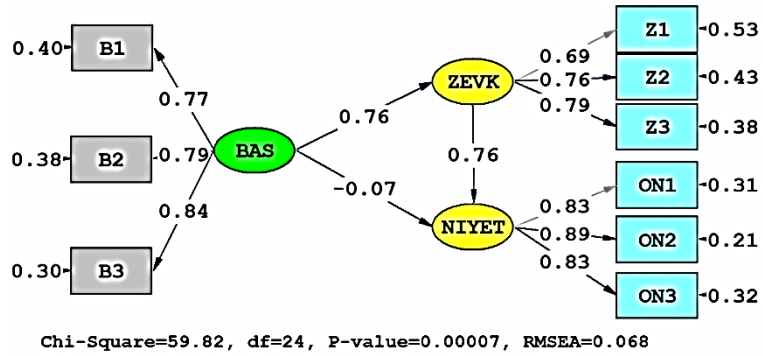 0.40 B1 0.77
0.38 B2 0.79
0.30 B3 0.84
BAS
0.76
-0.07
ZEVK
0.76
NIYET
0.69 Z1 0.53
0.76 Z2 0.43
0.79 Z3 0.38
0.83 ON1 0.31
0.89 ON2 0.21
0.83 ON3 0.32
Chi-Square=59.82, df=24, P-value=0.00007, RMSEA=0.068